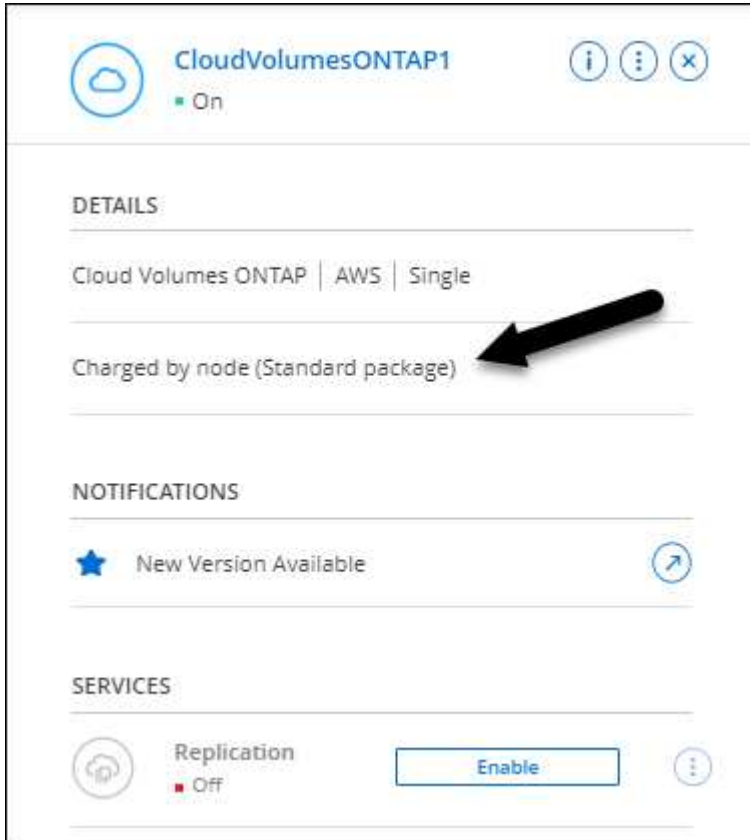 CloudVolumesONTAP1
On
DETAILS
Cloud Volumes ONTAP | AWS | Single
Charged by node (Standard package)
NOTIFICATIONS
New Version Available
SERVICES
Replication
Enable
Off